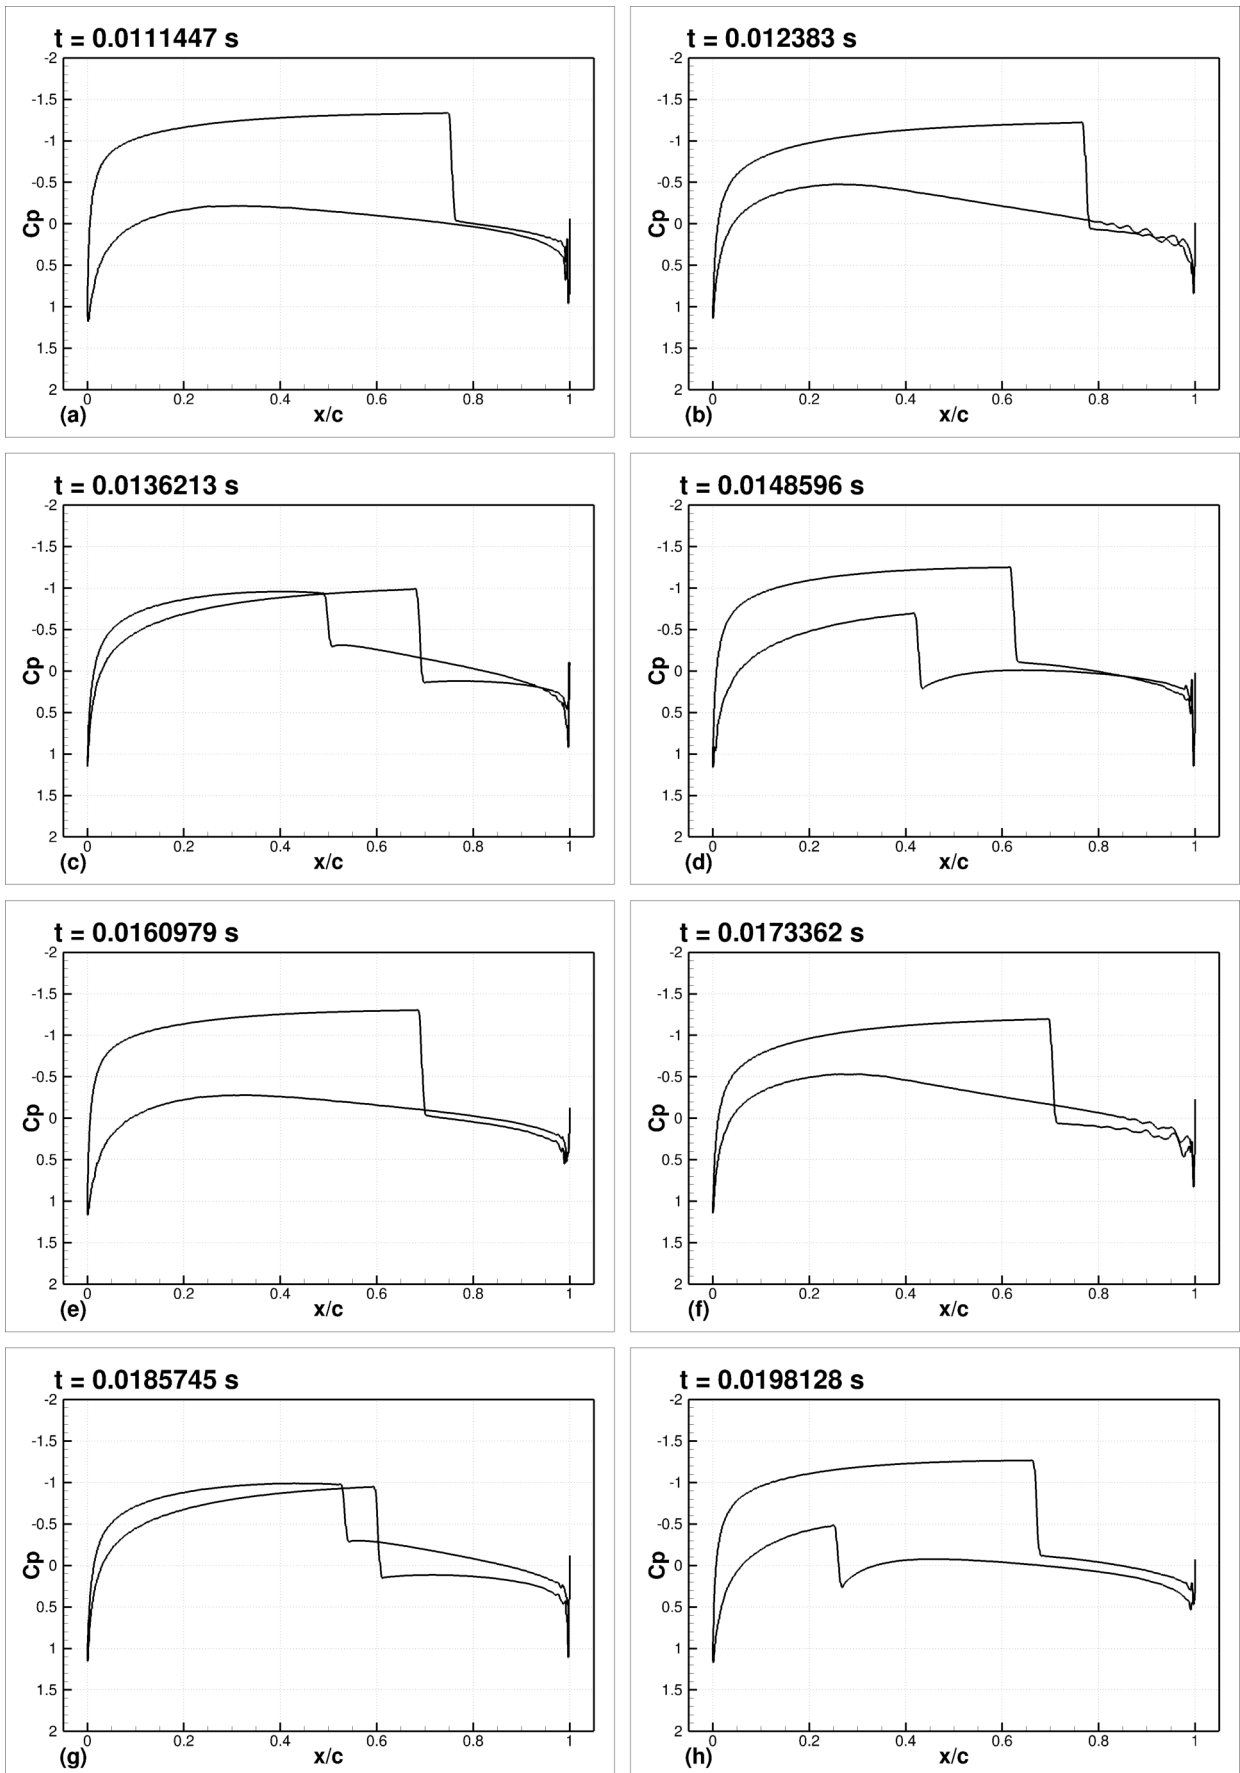 t = 0.0111447 s
-2
-1.5
-1
-0.5
0
0.5
1
1.5
2
Cp
0 0.2 0.4 0.6 0.8 1
(a) x/c
t = 0.012383 s
-2
-1.5
-1
-0.5
0
0.5
1
1.5
2
Cp
0 0.2 0.4 0.6 0.8 1
(b) x/c
t = 0.0136213 s
-2
-1.5
-1
-0.5
0
0.5
1
1.5
2
Cp
0 0.2 0.4 0.6 0.8 1
(c) x/c
t = 0.0148596 s
-2
-1.5
-1
-0.5
0
0.5
1
1.5
2
Cp
0 0.2 0.4 0.6 0.8 1
(d) x/c
t = 0.0160979 s
-2
-1.5
-1
-0.5
0
0.5
1
1.5
2
Cp
0 0.2 0.4 0.6 0.8 1
(e) x/c
t = 0.0173362 s
-2
-1.5
-1
-0.5
0
0.5
1
1.5
2
Cp
0 0.2 0.4 0.6 0.8 1
(f) x/c
t = 0.0185745 s
-2
-1.5
-1
-0.5
0
0.5
1
1.5
2
Cp
0 0.2 0.4 0.6 0.8 1
(g) x/c
t = 0.0198128 s
-2
-1.5
-1
-0.5
0
0.5
1
1.5
2
Cp
0 0.2 0.4 0.6 0.8 1
(h) x/c